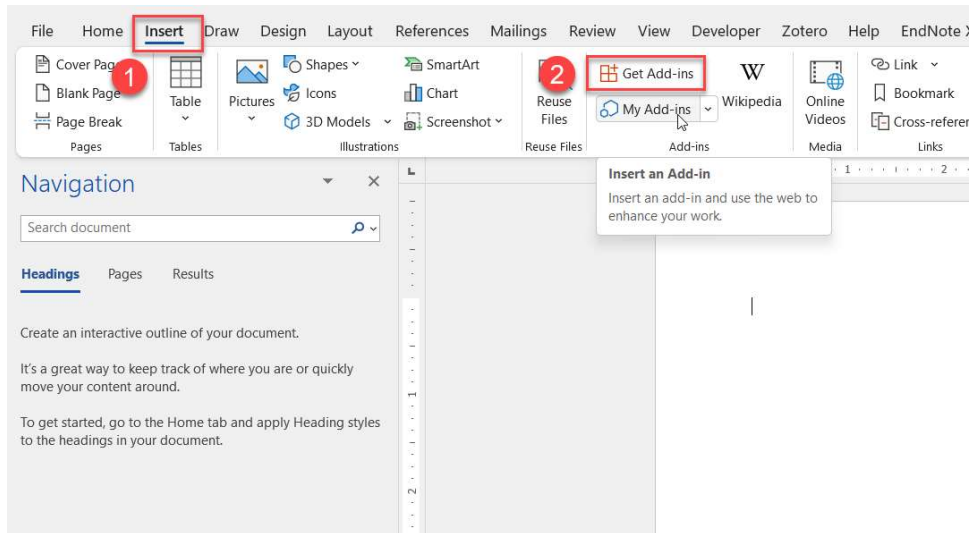 File Home Insert Draw Design Layout References Mailings Review View Developer Zotero Help EndNote
1
2
Cover Page
Blank Page
Page Break
Pages
Table
Tables
Pictures
Shapes
Icons
3D Models
SmartArt
Chart
Screenshot
Illustrations
Reuse
Files
Reuse Files
Get Add-ins
My Add-ins
W
Wikipedia
Add-ins
Online
Videos
Media
Link
Bookmark
Cross-refere
Links
Navigation
Search document
Headings Pages Results
Create an interactive outline of your document.
It's a great way to keep track of where you are or quickly
move your content around.
To get started, go to the Home tab and apply Heading styles
to the headings in your document.
Insert an Add-in
Insert an add-in and use the web to
enhance your work.
L
1 2
1
2